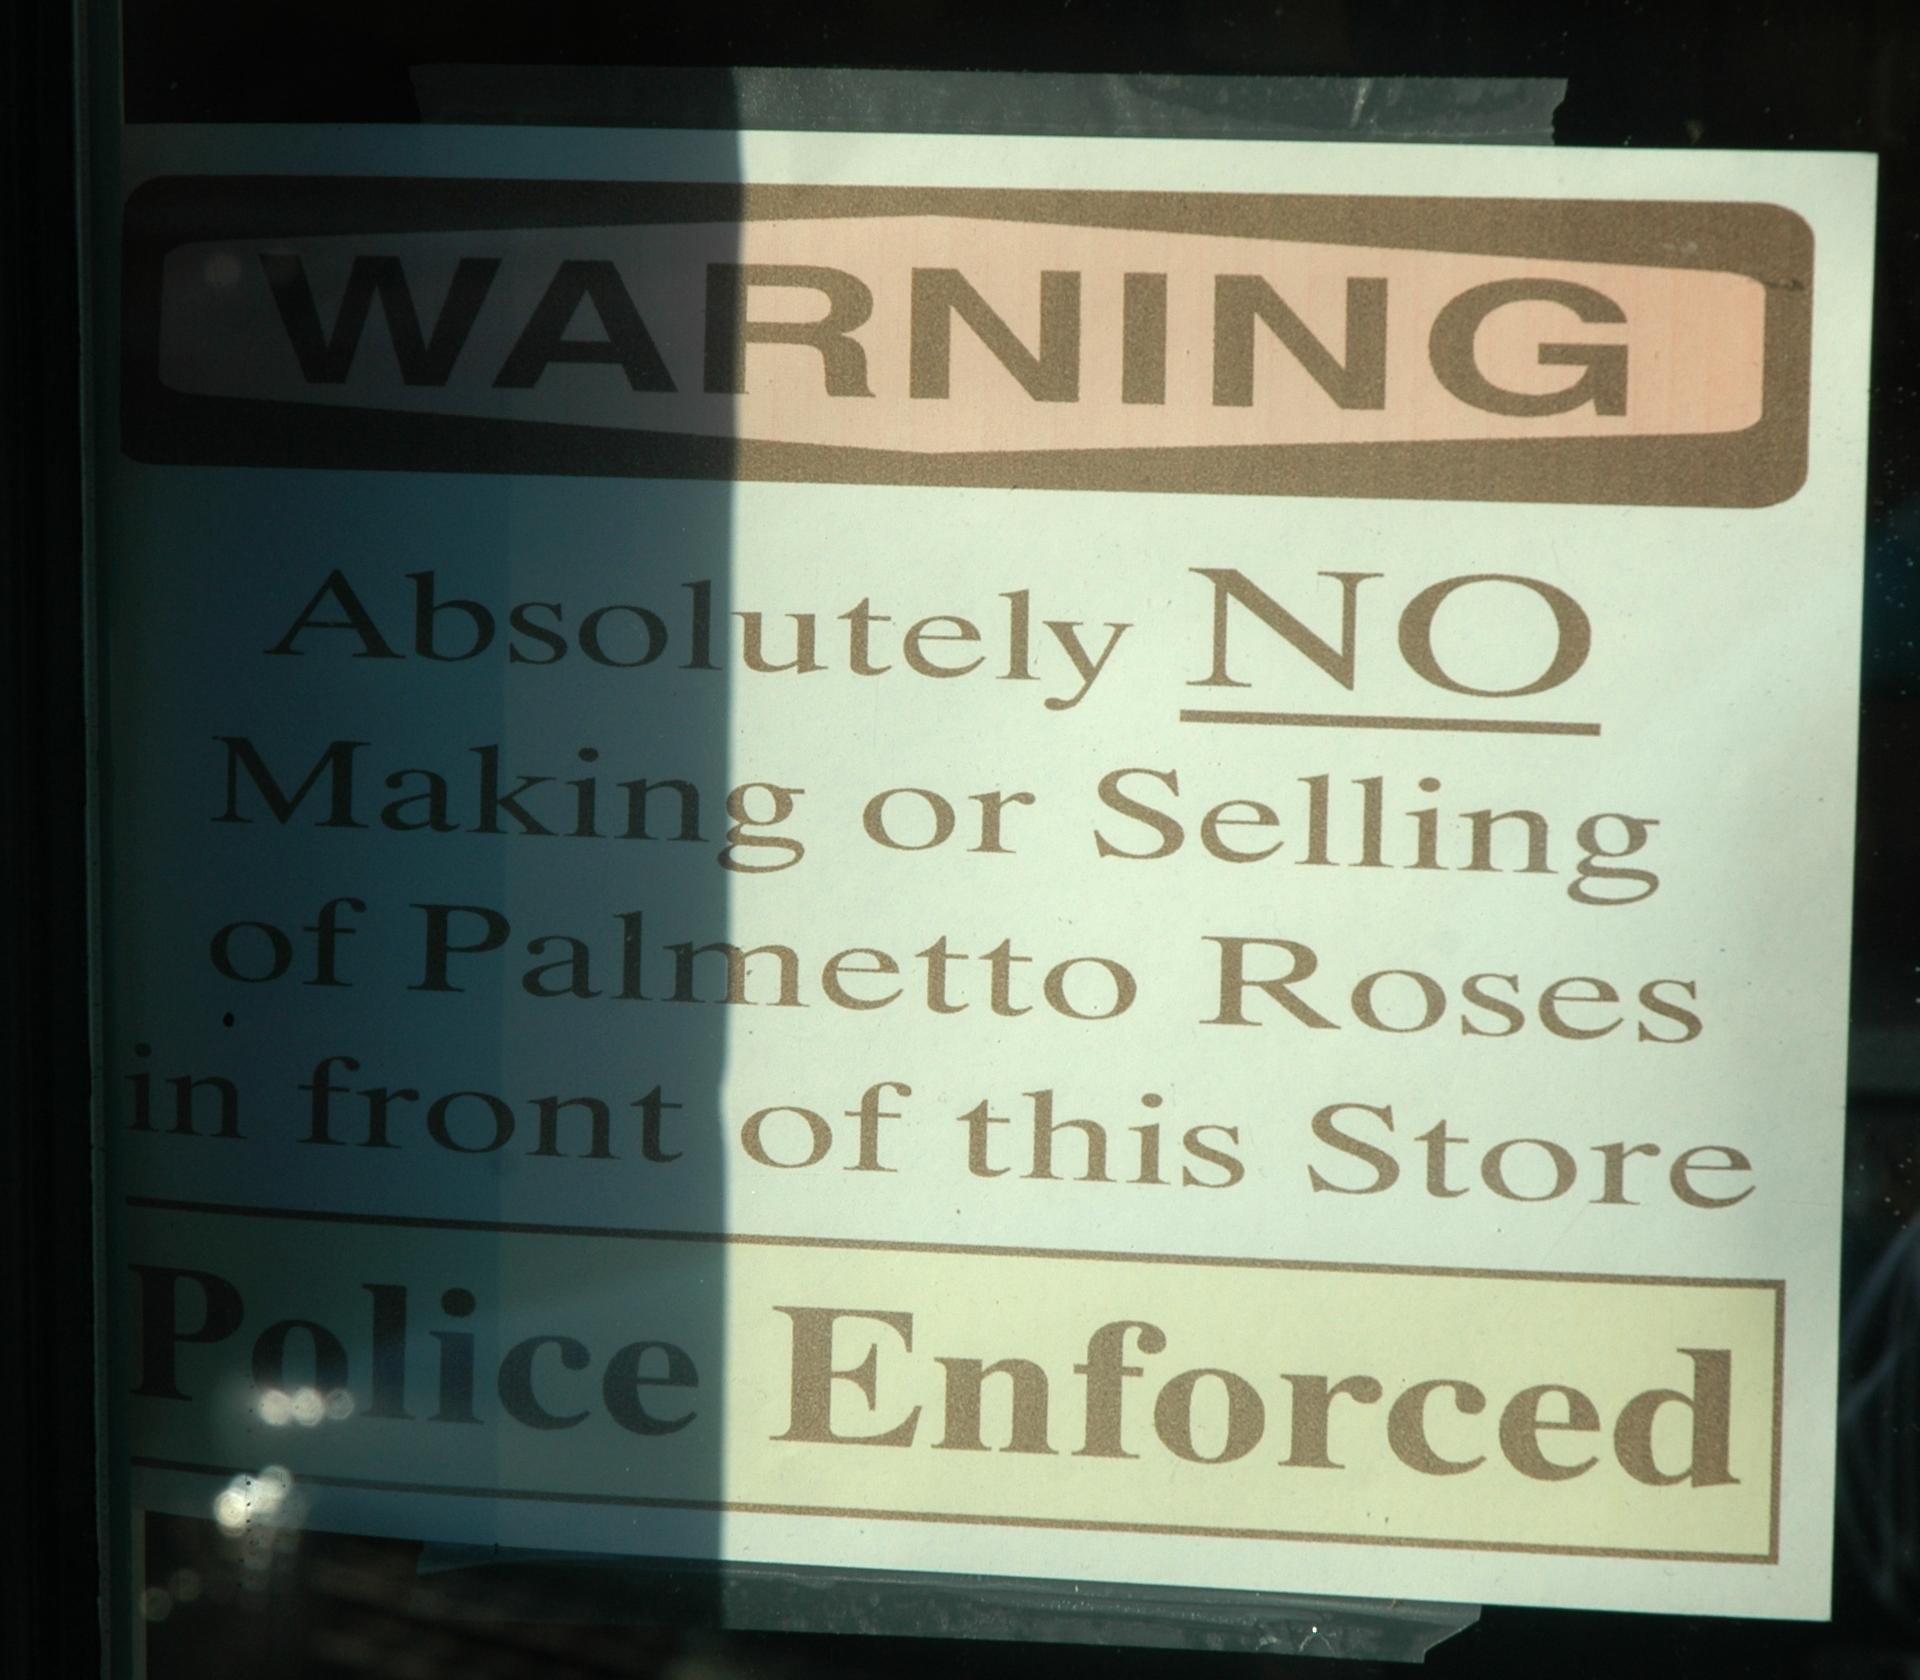 WARNING
Absolutely NO
Making or Selling
of Palmetto Roses
in front of this Store
Police Enforced